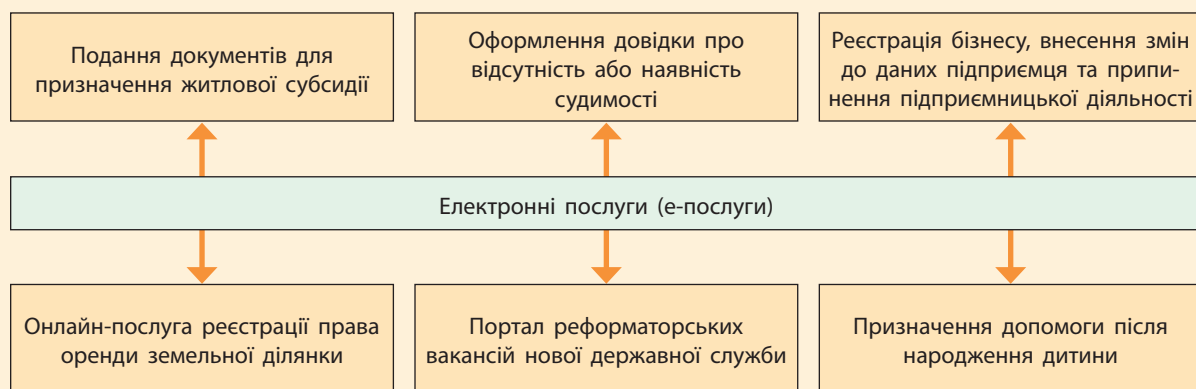 Подання документів для
призначення житлової субсидії
Оформлення довідки про
відсутність або наявність
судимості
Реєстрація бізнесу, внесення змін
до даних підприємця та припи-
нення підприємницької діяльності
Електронні послуги (е-послуги)
Онлайн-послуга реєстрації права
оренди земельної ділянки
Портал реформаторських
вакансій нової державної служби
Призначення допомоги після
народження дитини